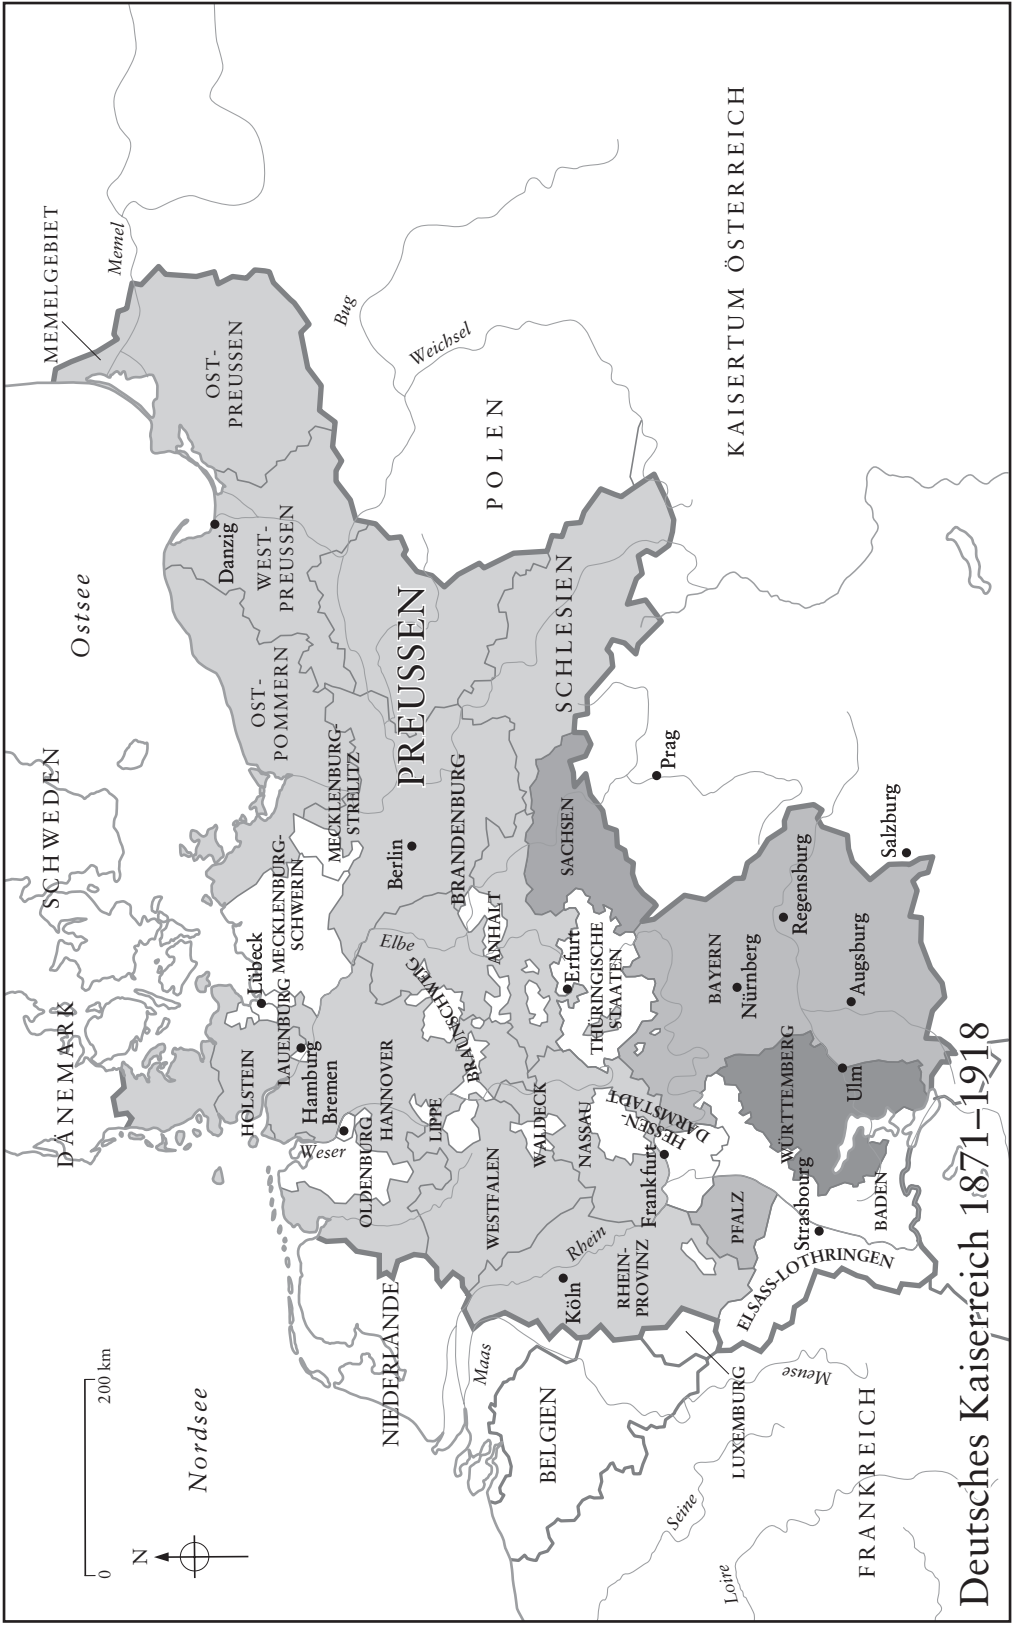 SCHWEDEN
DÄNEMARK
Ostsee
Nordsee
N
0
200 km
MEMELGEBIET
Memel
OST-
PREUSSEN
Danzig
WEST-
PREUSSEN
OST-
POMMERN
MECKLENBURG-
STRELITZ
MECKLENBURG-
SCHWERIN
Lübeck
LAUENBURG
HOLSTEIN
Hamburg
Bremen
Weser
OLDENBURG
HANNOVER
Elbe
Berlin
PREUSSEN
BRANDENBURG
Bug
Weichsel
POLEN
NIEDERLANDE
LIPPE
BRAUNSCHWEIG
ANHALT
WESTFALEN
WALDECK
SCHLESIEN
SACHSEN
Erfurt
THÜRINGISCHE
STAATEN
NASSAU
Maas
BELGIEN
Köln
Rhein
RHEIN-
PROVINZ
Frankfurt
HESSEN-
DARMSTADT
Prag
KAISERTUM ÖSTERREICH
LUXEMBURG
PFALZ
BAYERN
Nürnberg
Regensburg
Meuse
Seine
Loire
ELSASS-LOTHRINGEN
Strasbourg
WÜRTTEMBERG
Ulm
Augsburg
Salzburg
BADEN
FRANKREICH
Deutsches Kaiserreich 1871–1918